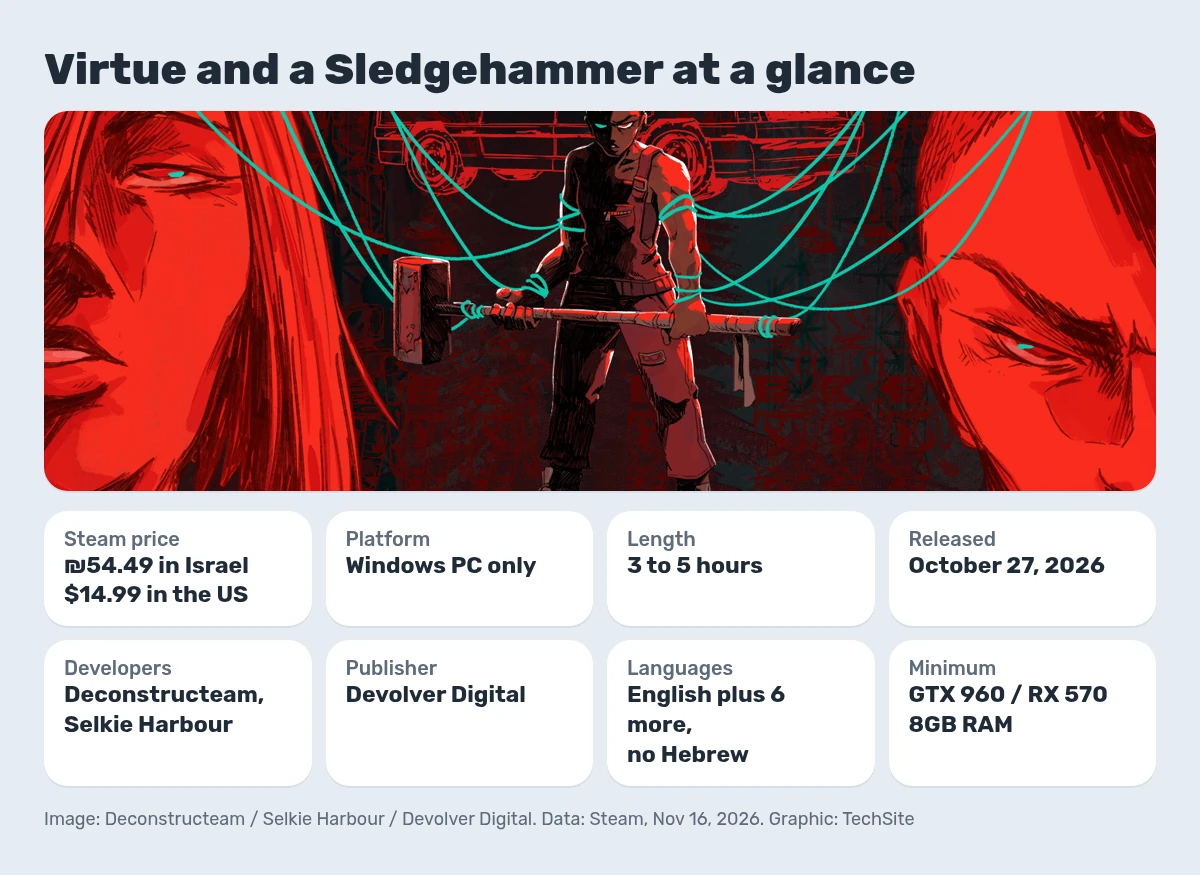 Virtue and a Sledgehammer at a glance
Steam price
₪54.49 in Israel
$14.99 in the US
Platform
Windows PC only
Length
3 to 5 hours
Released
October 27, 2026
Developers
Deconstructeam,
Selkie Harbour
Publisher
Devolver Digital
Languages
English plus 6
more,
no Hebrew
Minimum
GTX 960 / RX 570
8GB RAM
Image: Deconstructeam / Selkie Harbour / Devolver Digital. Data: Steam, Nov 16, 2026. Graphic: TechSite